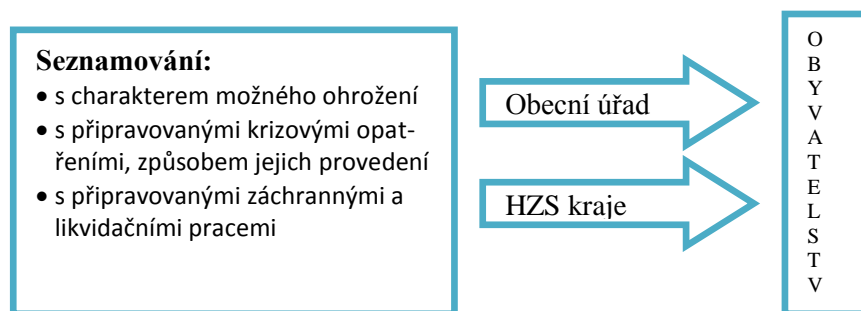 Seznamování:
• s charakterem možného ohrožení
• s připravovanými krizovými opat-
řeními, způsobem jejich provedení
• s připravovanými záchrannými a
likvidačními pracemi
Obecní úřad
HZS kraje
O
B
Y
V
A
T
E
L
S
T
V